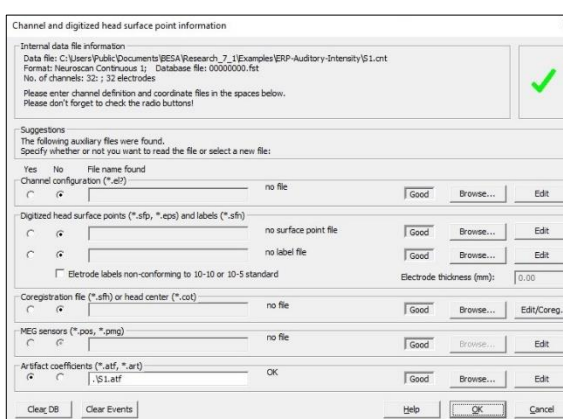 Channel and digitized head surface point information
Internal data file information
Data file: C:\Users\Public\Documents\BESA\Research_7_1\Examples\ERP-Auditory-Intensity\S1.cnt
Format: Neuroscan Continuous 1; Database file: 00000000.fst
No. of channels: 32: ; 32 electrodes
Please enter channel definition and coordinate files in the spaces below.
Please don't forget to check the radio buttons!
Suggestions
The following auxiliary files were found.
Specify whether or not you want to read the file or select a new file:
Yes No File name found
Channel configuration (*.el?)
no file Good Browse... Edit
Digitized head surface points (*.sfp, *.eps) and labels (*.sfn)
no surface point file Good Browse... Edit
no label file Good Browse... Edit
Eletrode labels non-conforming to 10-10 or 10-5 standard Electrode thickness (mm): 0.00
Coregistration file (*.sfh) or head center (*.cot)
no file Good Browse... Edit/Coreg.
MEG sensors (*.pos, *.pmg)
no file Good Browse... Edit
Artifact coefficients (*.atf, *.art)
.\S1.atf OK Good Browse... Edit
Clear DB Clear Events Help OK Cancel